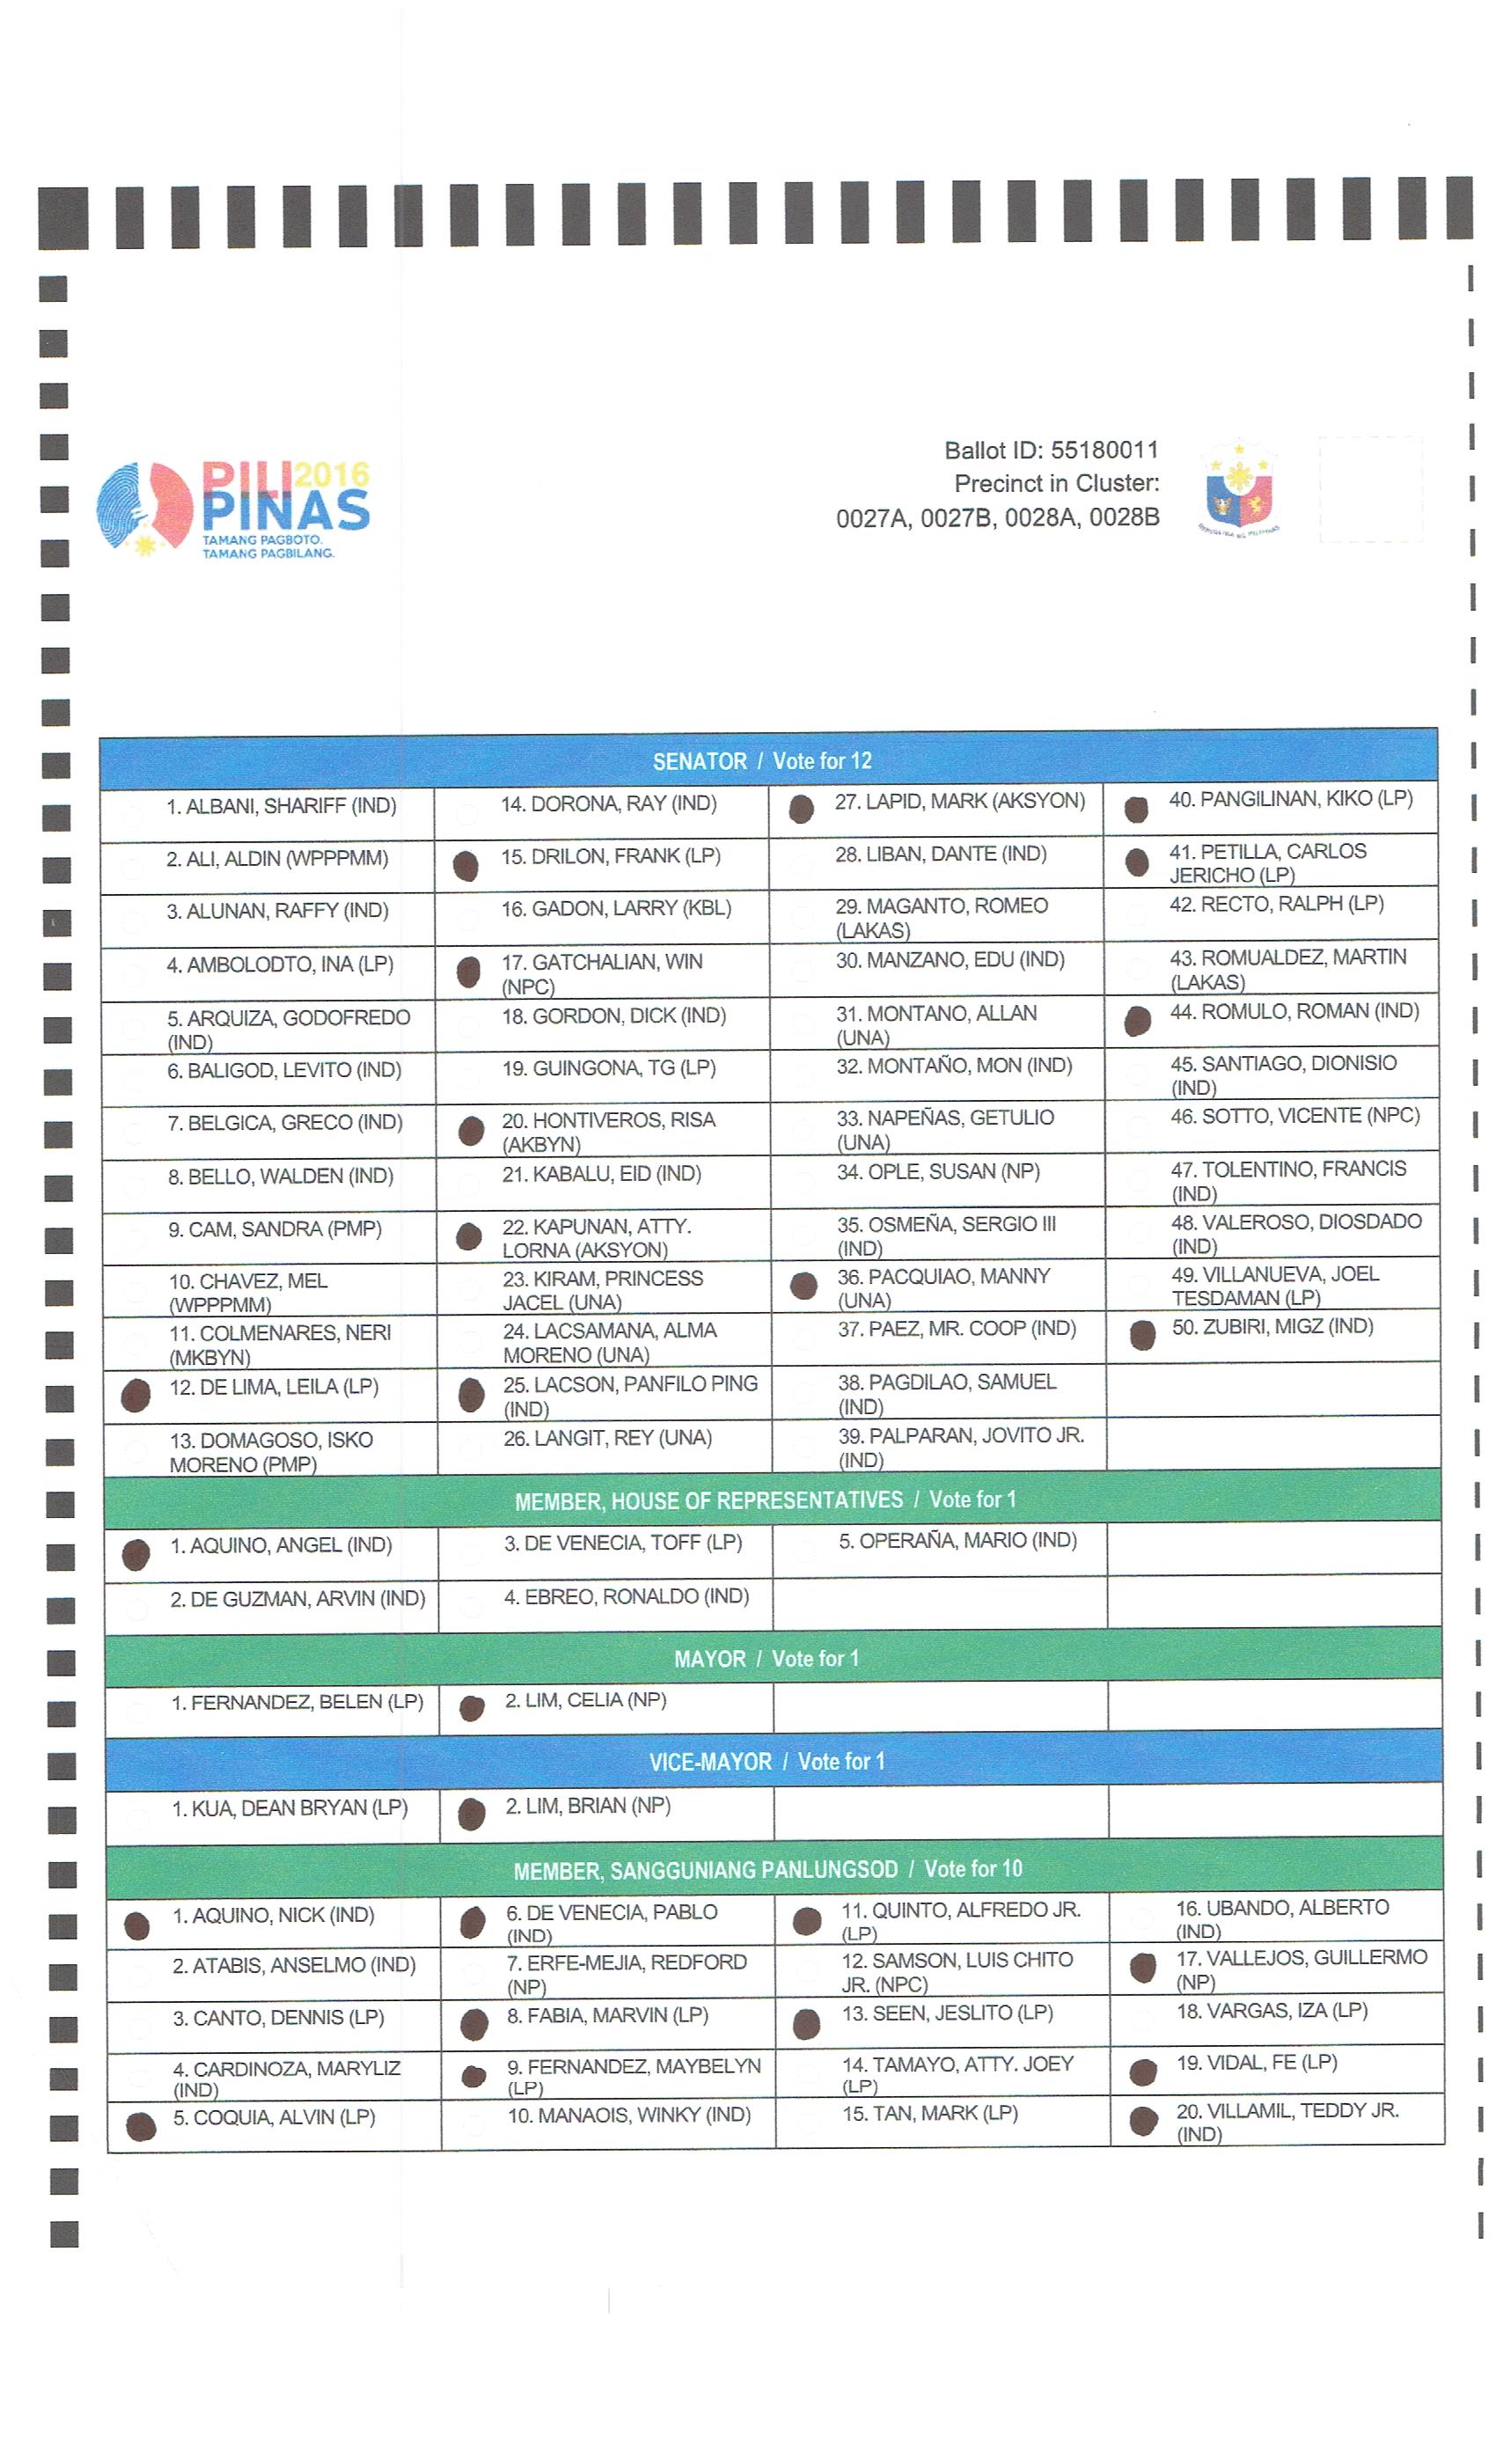 PILI 2016
PINAS
TAMANG PAGBOTO.
TAMANG PAGBILANG.
Ballot ID: 55180011
Precinct in Cluster:
0027A, 0027B, 0028A, 0028B
SENATOR / Vote for 12
1. ALBANI, SHARIFF (IND)
14. DORONA, RAY (IND)
27. LAPID, MARK (AKSYON)
40. PANGILINAN, KIKO (LP)
2. ALI, ALDIN (WPPPMM)
15. DRILON, FRANK (LP)
28. LIBAN, DANTE (IND)
41. PETILLA, CARLOS
JERICHO (LP)
3. ALUNAN, RAFFY (IND)
16. GADON, LARRY (KBL)
29. MAGANTO, ROMEO
(LAKAS)
42. RECTO, RALPH (LP)
4. AMBOLODTO, INA (LP)
17. GATCHALIAN, WIN
(NPC)
30. MANZANO, EDU (IND)
43. ROMUALDEZ, MARTIN
(LAKAS)
5. ARQUIZA, GODOFREDO
(IND)
18. GORDON, DICK (IND)
31. MONTANO, ALLAN
(UNA)
44. ROMULO, ROMAN (IND)
6. BALIGOD, LEVITO (IND)
19. GUINGONA, TG (LP)
32. MONTAÑO, MON (IND)
45. SANTIAGO, DIONISIO
(IND)
7. BELGICA, GRECO (IND)
20. HONTIVEROS, RISA
(AKBYN)
33. NAPEÑAS, GETULIO
(UNA)
46. SOTTO, VICENTE (NPC)
8. BELLO, WALDEN (IND)
21. KABALU, EID (IND)
34. OPLE, SUSAN (NP)
47. TOLENTINO, FRANCIS
(IND)
9. CAM, SANDRA (PMP)
22. KAPUNAN, ATTY.
LORNA (AKSYON)
35. OSMEÑA, SERGIO III
(IND)
48. VALEROSO, DIOSDADO
(IND)
10. CHAVEZ, MEL
(WPPPMM)
23. KIRAM, PRINCESS
JACEL (UNA)
36. PACQUIAO, MANNY
(UNA)
49. VILLANUEVA, JOEL
TESDAMAN (LP)
11. COLMENARES, NERI
(MKBYN)
24. LACSAMANA, ALMA
MORENO (UNA)
37. PAEZ, MR. COOP (IND)
50. ZUBIRI, MIGZ (IND)
12. DE LIMA, LEILA (LP)
25. LACSON, PANFILO PING
(IND)
38. PAGDILAO, SAMUEL
(IND)
13. DOMAGOSO, ISKO
MORENO (PMP)
26. LANGIT, REY (UNA)
39. PALPARAN, JOVITO JR.
(IND)
MEMBER, HOUSE OF REPRESENTATIVES / Vote for 1
1. AQUINO, ANGEL (IND)
3. DE VENECIA, TOFF (LP)
5. OPERAÑA, MARIO (IND)
2. DE GUZMAN, ARVIN (IND)
4. EBREO, RONALDO (IND)
MAYOR / Vote for 1
1. FERNANDEZ, BELEN (LP)
2. LIM, CELIA (NP)
VICE-MAYOR / Vote for 1
1. KUA, DEAN BRYAN (LP)
2. LIM, BRIAN (NP)
MEMBER, SANGGUNIANG PANLUNGSOD / Vote for 10
1. AQUINO, NICK (IND)
6. DE VENECIA, PABLO
(IND)
11. QUINTO, ALFREDO JR.
(LP)
16. UBANDO, ALBERTO
(IND)
2. ATABIS, ANSELMO (IND)
7. ERFE-MEJIA, REDFORD
(NP)
12. SAMSON, LUIS CHITO
JR. (NPC)
17. VALLEJOS, GUILLERMO
(NP)
3. CANTO, DENNIS (LP)
8. FABIA, MARVIN (LP)
13. SEEN, JESLITO (LP)
18. VARGAS, IZA (LP)
4. CARDINOZA, MARYLIZ
(IND)
9. FERNANDEZ, MAYBELYN
(LP)
14. TAMAYO, ATTY. JOEY
(LP)
19. VIDAL, FE (LP)
5. COQUIA, ALVIN (LP)
10. MANAOIS, WINKY (IND)
15. TAN, MARK (LP)
20. VILLAMIL, TEDDY JR.
(IND)